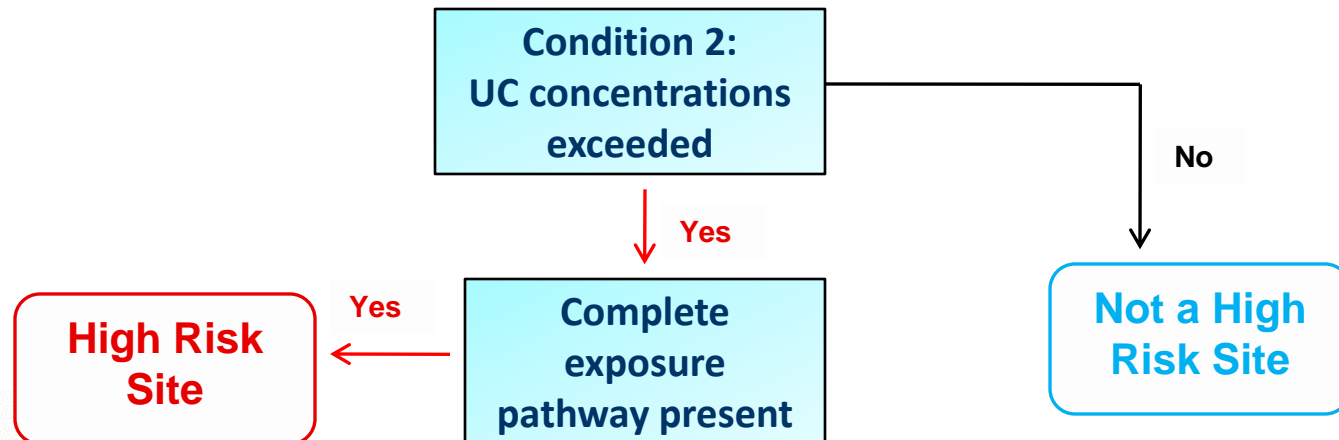 Condition 2:
UC concentrations
exceeded
No
Yes
Yes
High Risk
Site
Complete
exposure
pathway present
Not a High
Risk Site